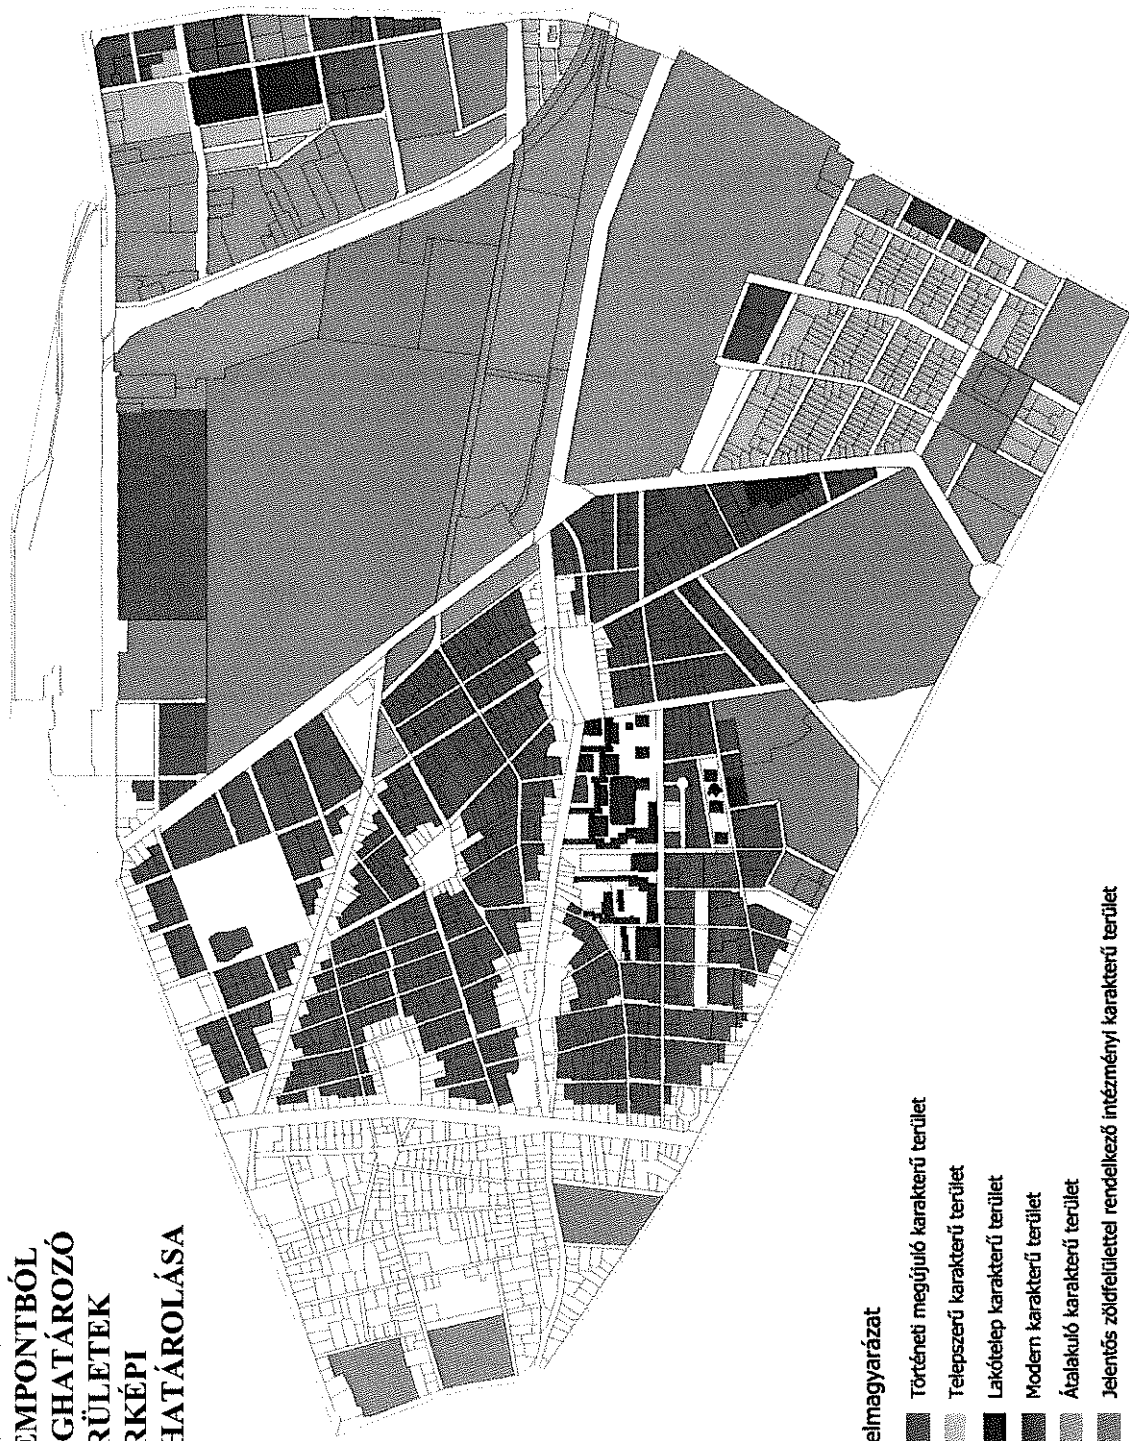 EMPONTBÓL
GHATÁROZÓ
RÜLETEK
RKÉPI
HATÁROLÁSA
elmagyarázat
Történeti megújuló karakterű terület
Telepszerű karakterű terület
Lakótelep karakterű terület
Modern karakterű terület
Átalakuló karakterű terület
Jelentős zöldfelülettel rendelkező intézményi karakterű terület